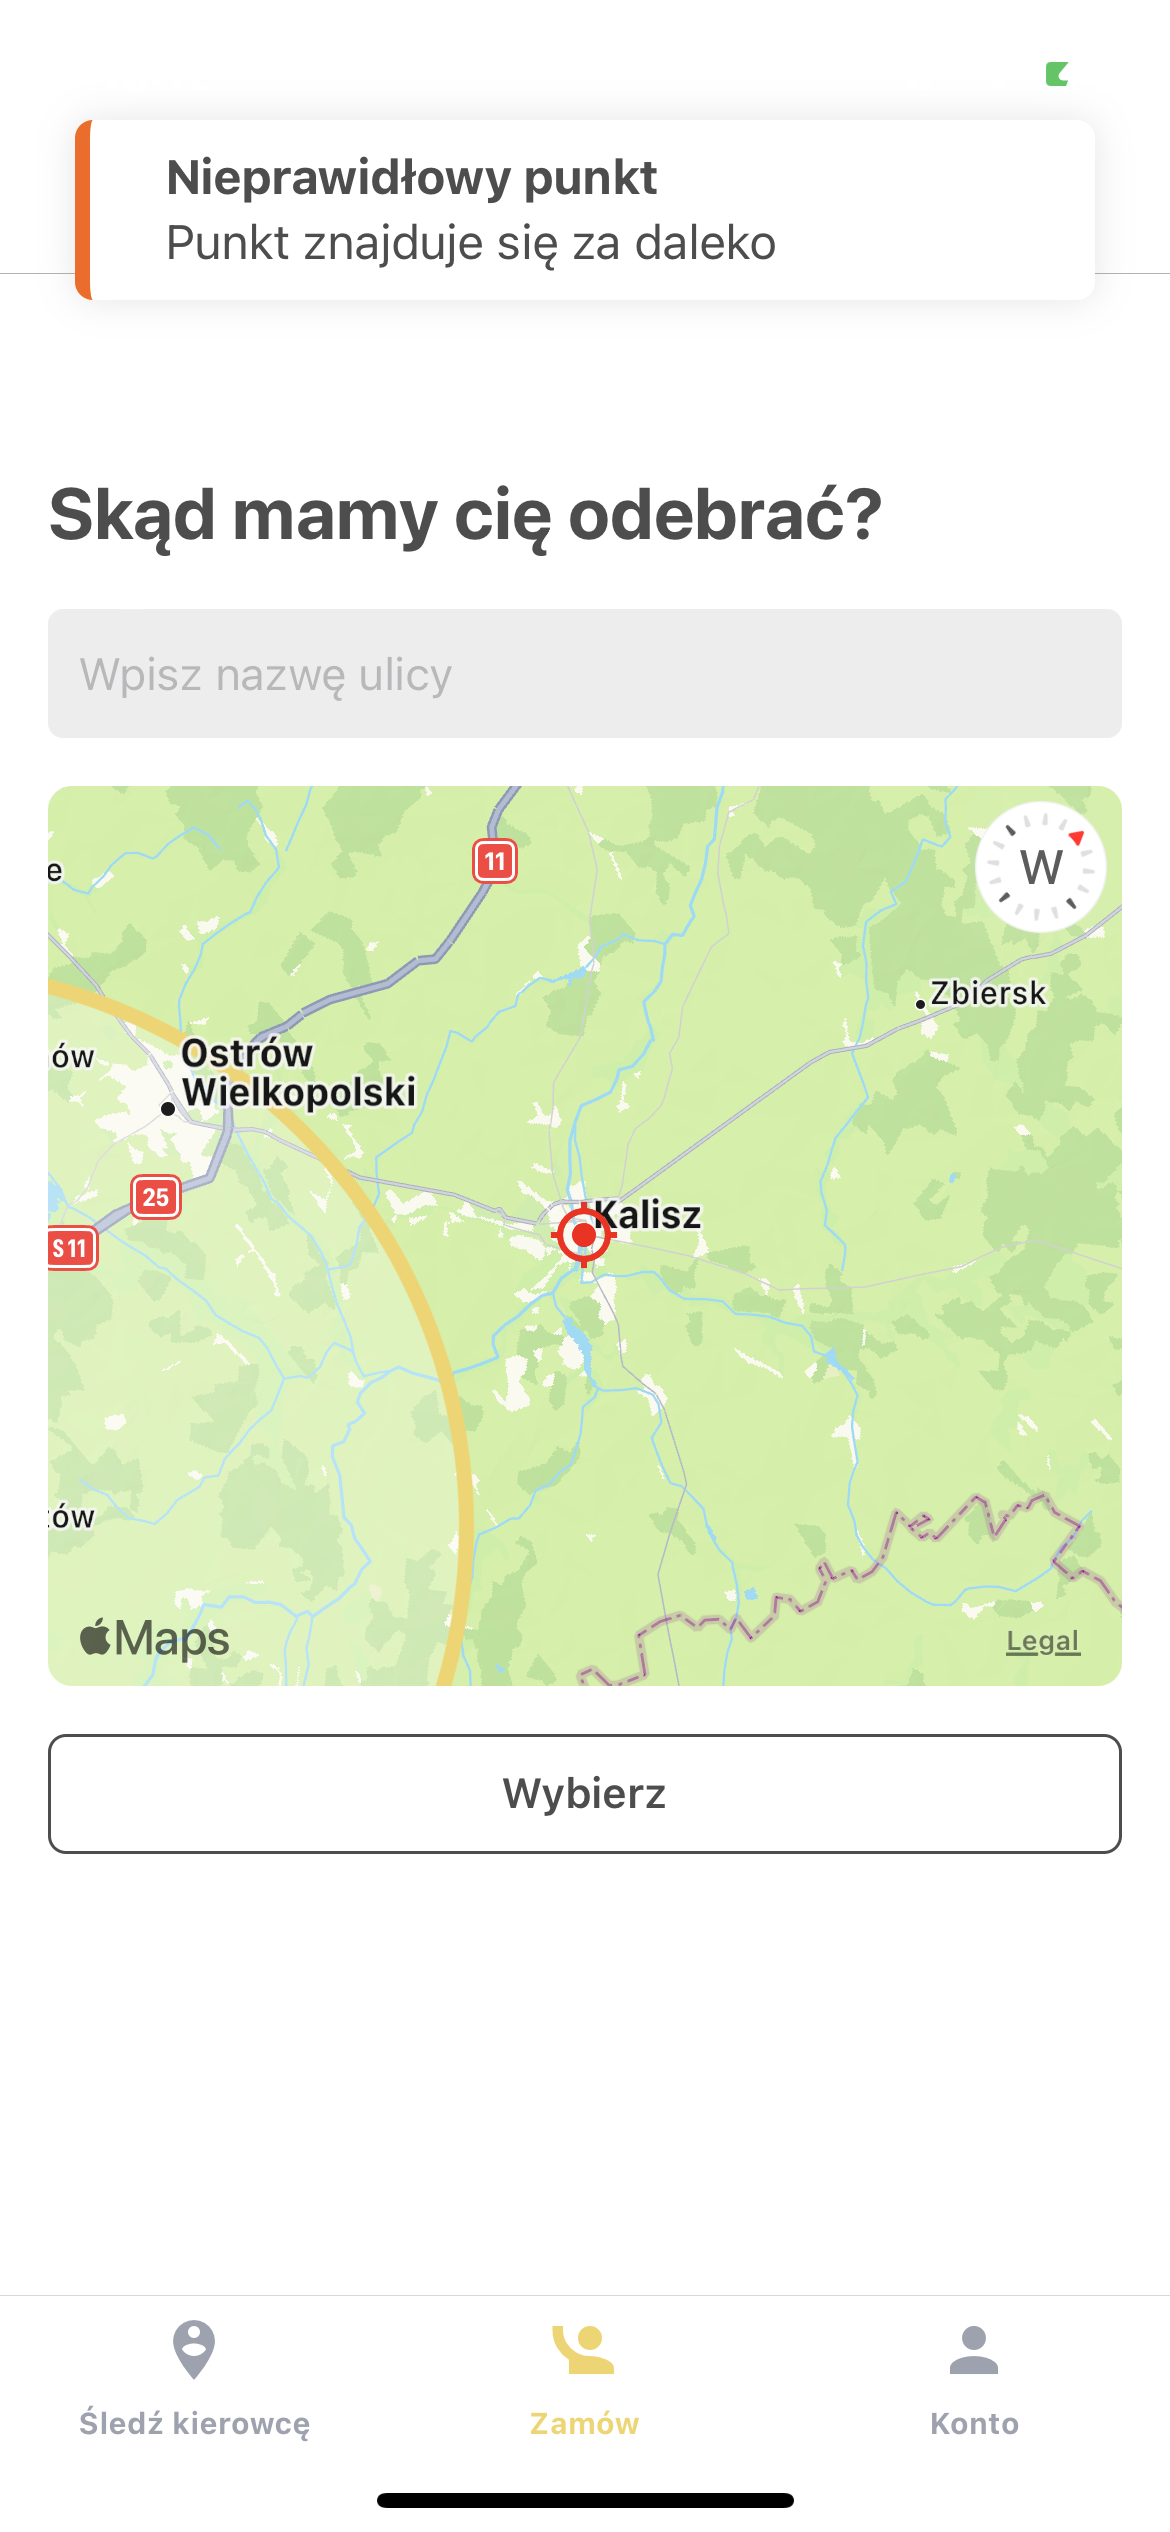 Nieprawidłowy punkt
Punkt znajduje się za daleko
Skąd mamy cię odebrać?
Wpisz nazwę ulicy
11
W
e
Zbiersk
ów
Ostrów
Wielkopolski
25
Kalisz
S11
ów
Maps
Legal
Wybierz
Śledź kierowcę
Zamów
Konto